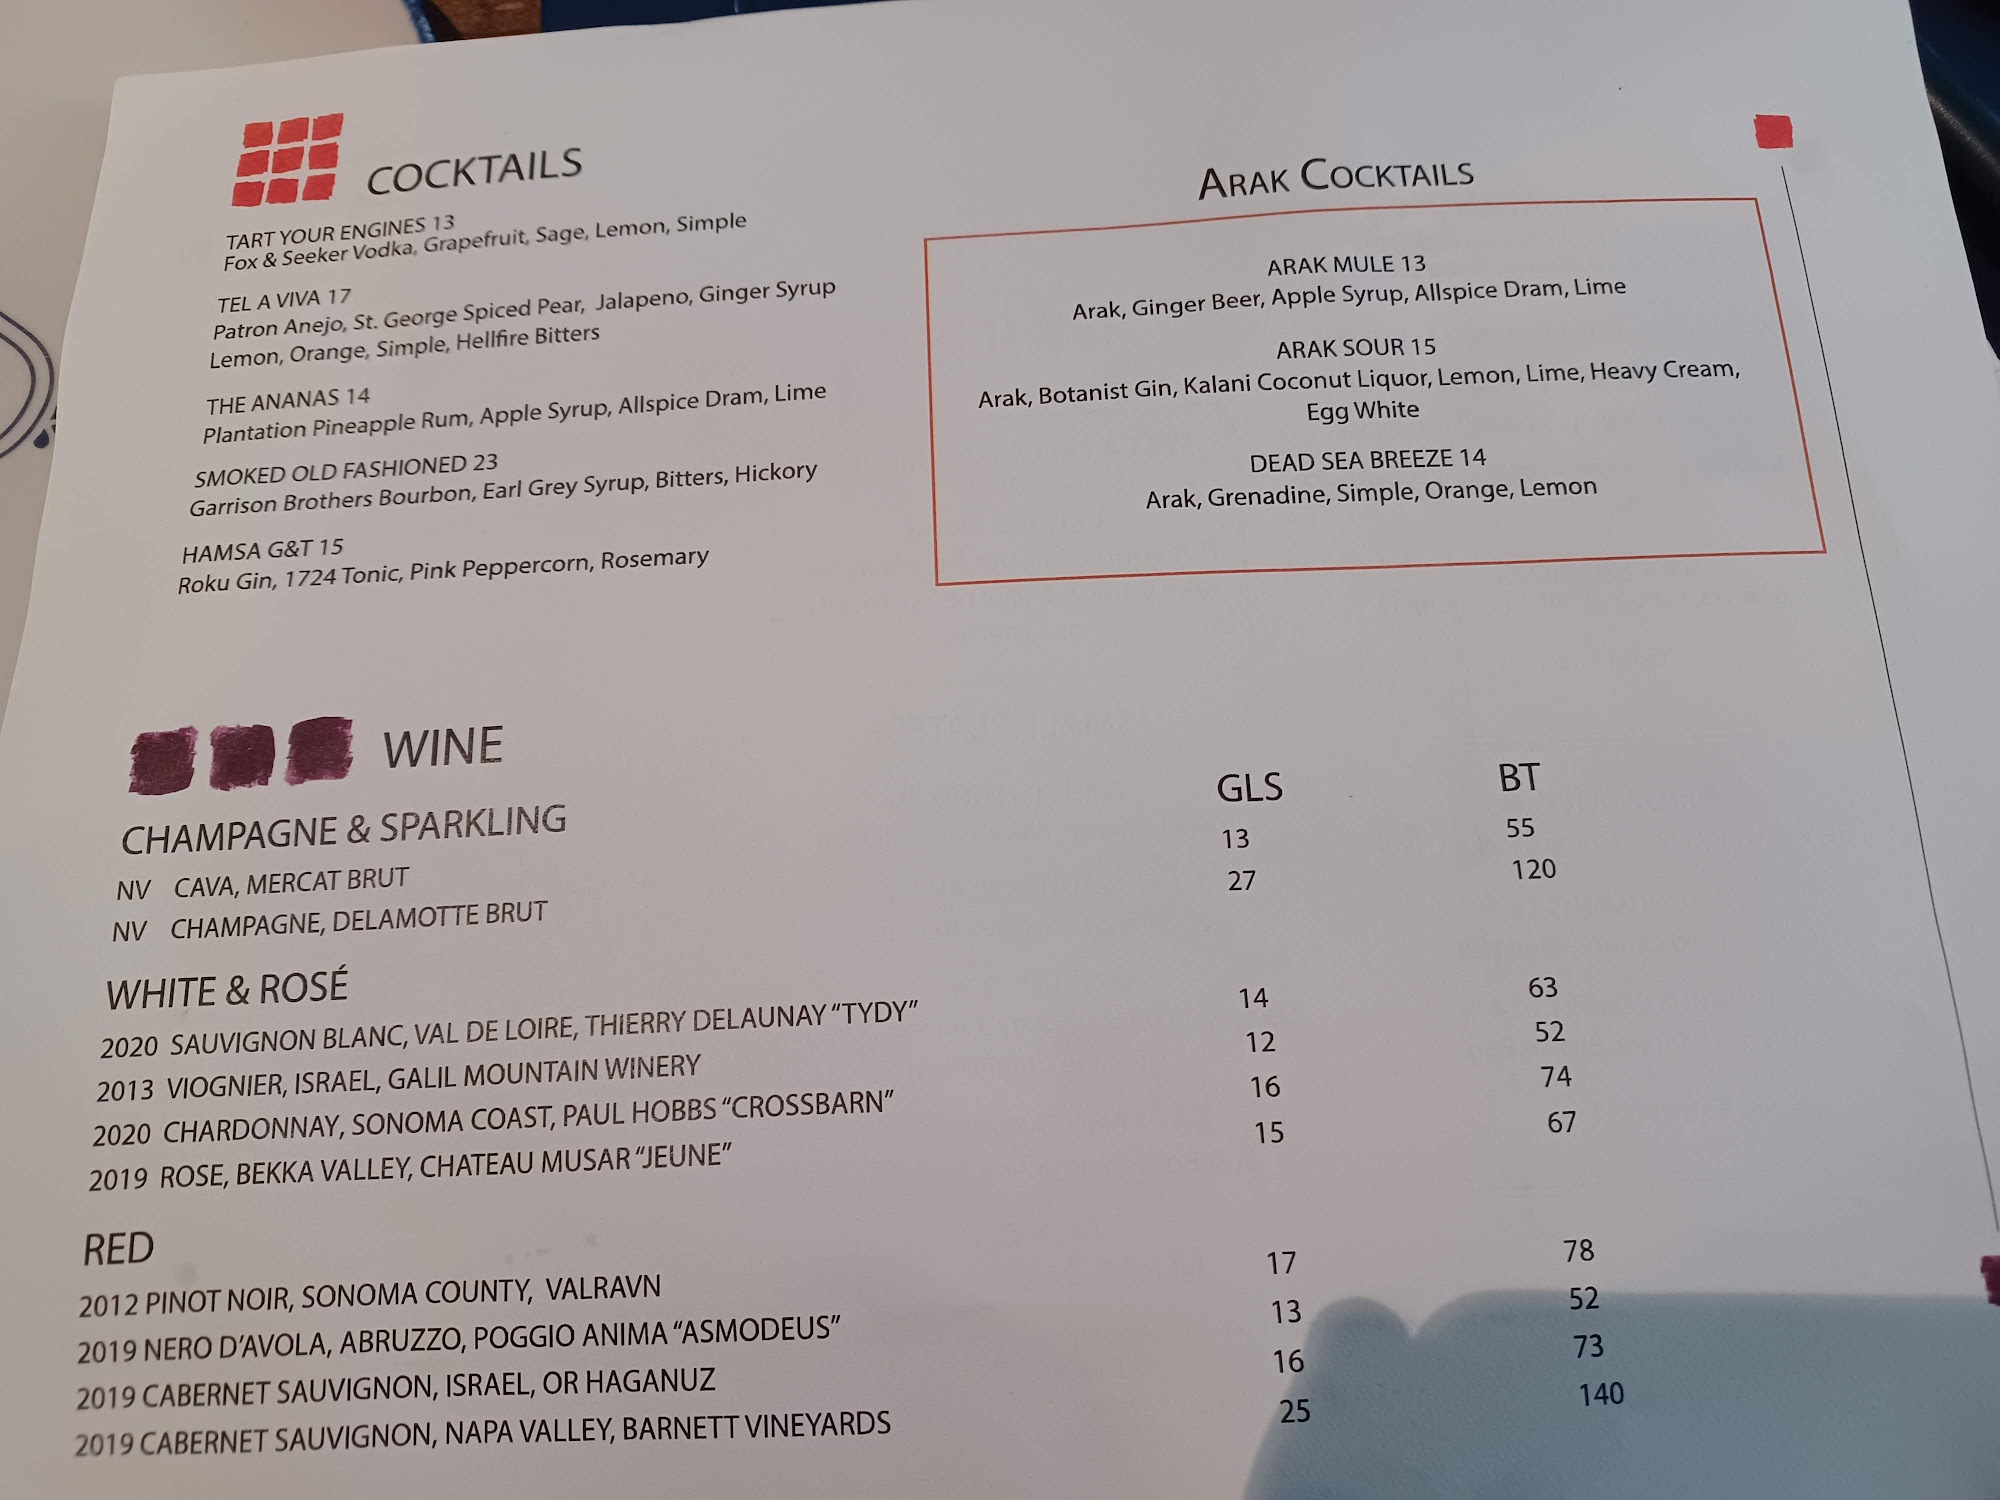 COCKTAILS
TART YOUR ENGINES 13
Fox & Seeker Vodka, Grapefruit, Sage, Lemon, Simple
TEL A VIVA 17
Patron Anejo, St. George Spiced Pear, Jalapeno, Ginger Syrup
Lemon, Orange, Simple, Hellfire Bitters
THE ANANAS 14
Plantation Pineapple Rum, Apple Syrup, Allspice Dram, Lime
SMOKED OLD FASHIONED 23
Garrison Brothers Bourbon, Earl Grey Syrup, Bitters, Hickory
HAMSA G&T 15
Roku Gin, 1724 Tonic, Pink Peppercorn, Rosemary
ARAK COCKTAILS
ARAK MULE 13
Arak, Ginger Beer, Apple Syrup, Allspice Dram, Lime
ARAK SOUR 15
Arak, Botanist Gin, Kalani Coconut Liquor, Lemon, Lime, Heavy Cream,
Egg White
DEAD SEA BREEZE 14
Arak, Grenadine, Simple, Orange, Lemon
WINE
GLS BT
CHAMPAGNE & SPARKLING
NV CAVA, MERCAT BRUT 13 55
NV CHAMPAGNE, DELAMOTTE BRUT 27 120
WHITE & ROSÉ
2020 SAUVIGNON BLANC, VAL DE LOIRE, THIERRY DELAUNAY “TYDY” 14 63
2013 VIOGNIER, ISRAEL, GALIL MOUNTAIN WINERY 12 52
2020 CHARDONNAY, SONOMA COAST, PAUL HOBBS “CROSSBARN” 16 74
2019 ROSE, BEKKA VALLEY, CHATEAU MUSAR “JEUNE” 15 67
RED
2012 PINOT NOIR, SONOMA COUNTY, VALRAVN 17 78
2019 NERO D’AVOLA, ABRUZZO, POGGIO ANIMA “ASMODEUS” 13 52
2019 CABERNET SAUVIGNON, ISRAEL, OR HAGANUZ 16 73
2019 CABERNET SAUVIGNON, NAPA VALLEY, BARNETT VINEYARDS 25 140